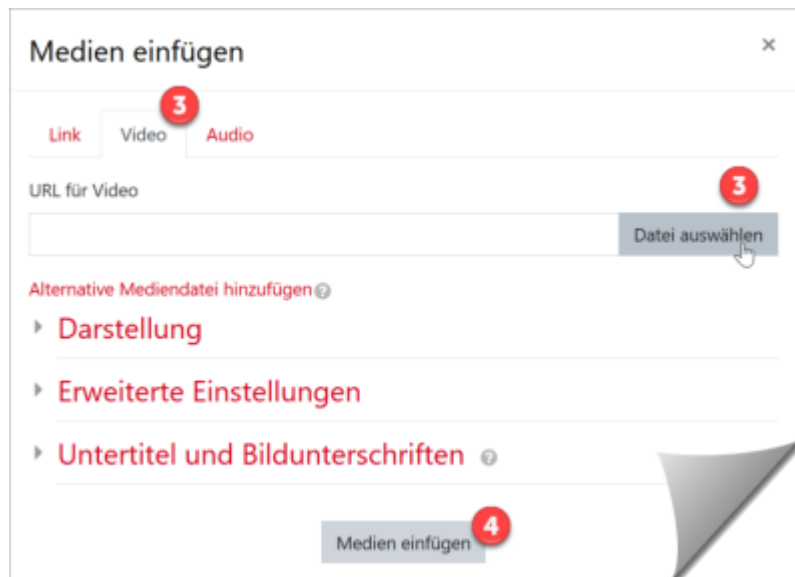 Medien einfügen ×
3
Link Video Audio
URL für Video
3
Datei auswählen
Alternative Mediendatei hinzufügen ?
Darstellung
Erweiterte Einstellungen
Untertitel und Bildunterschriften ?
Medien einfügen 4